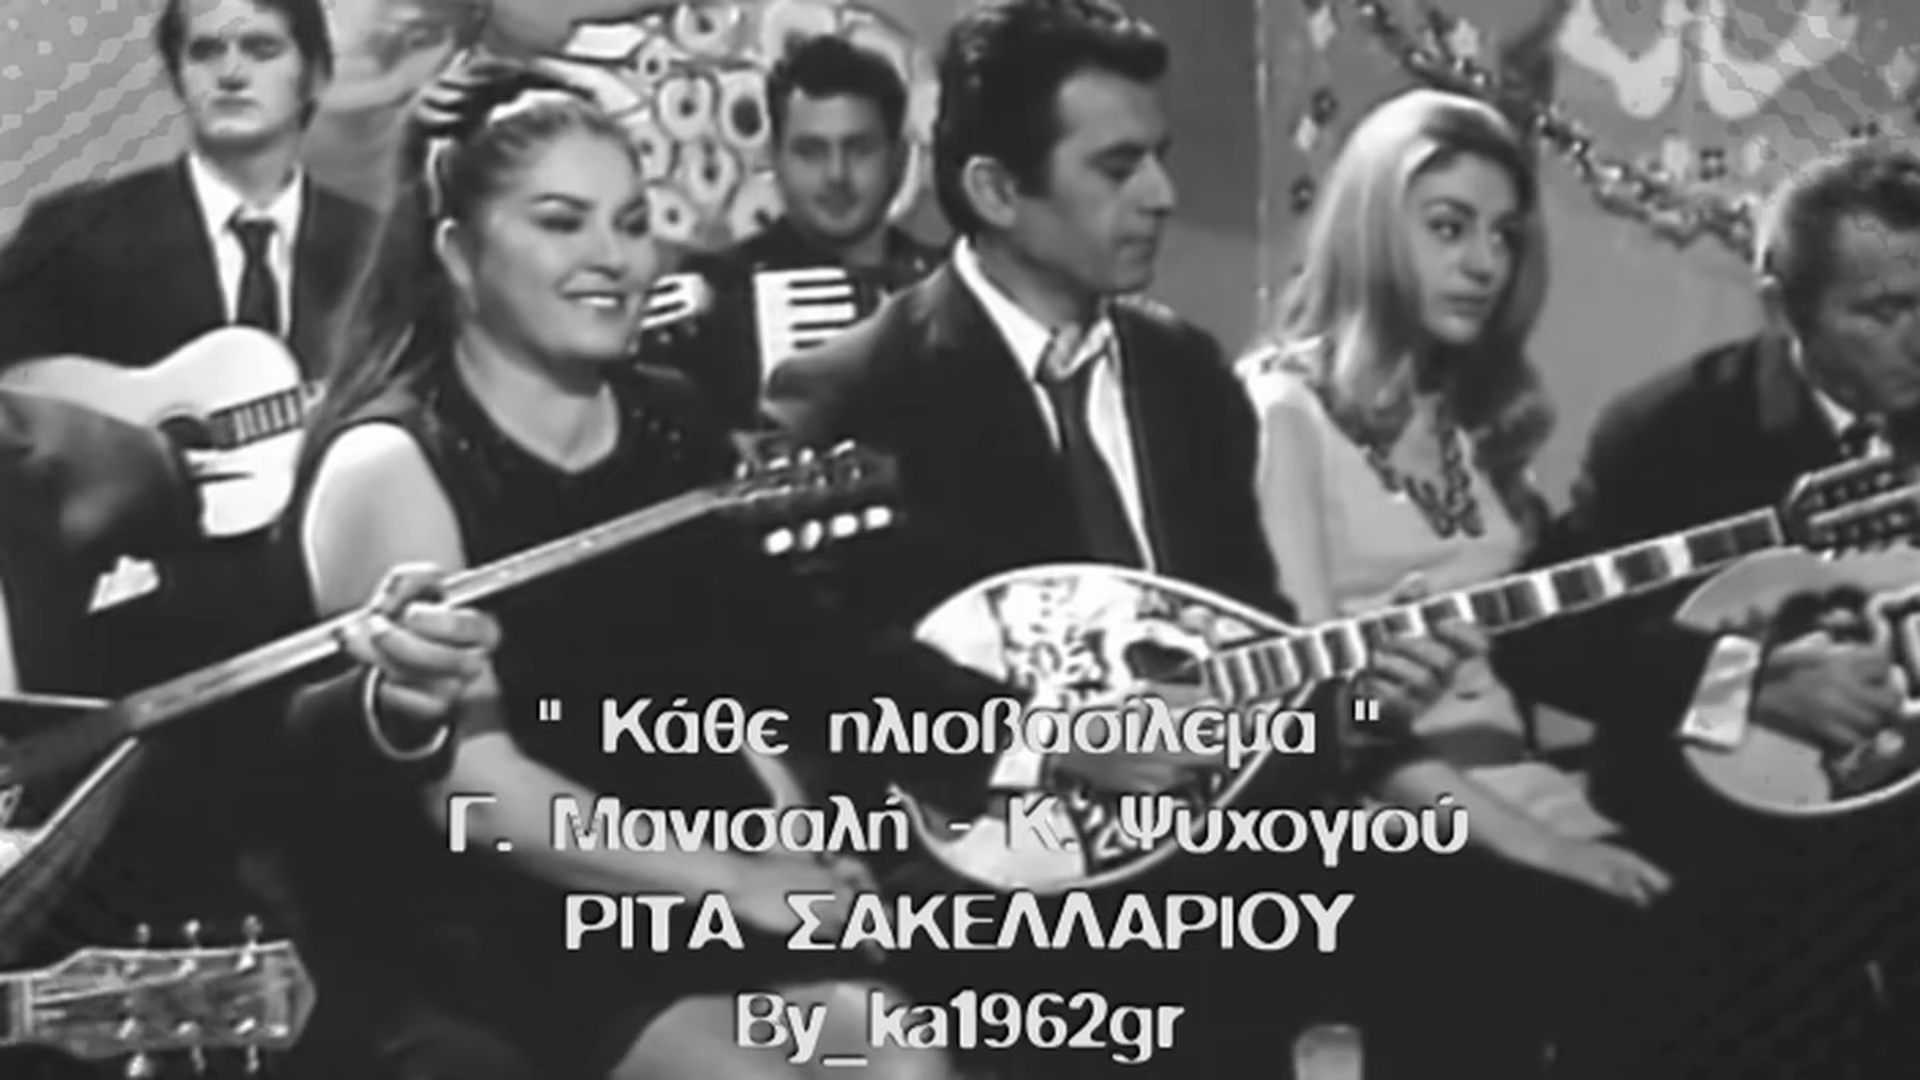 " Κάθε ηλιοβασίλεμα "
Γ. Μανισαλή - Κ. Ψυχογιού
ΡΙΤΑ ΣΑΚΕΛΛΑΡΙΟΥ
By_ka1962gr